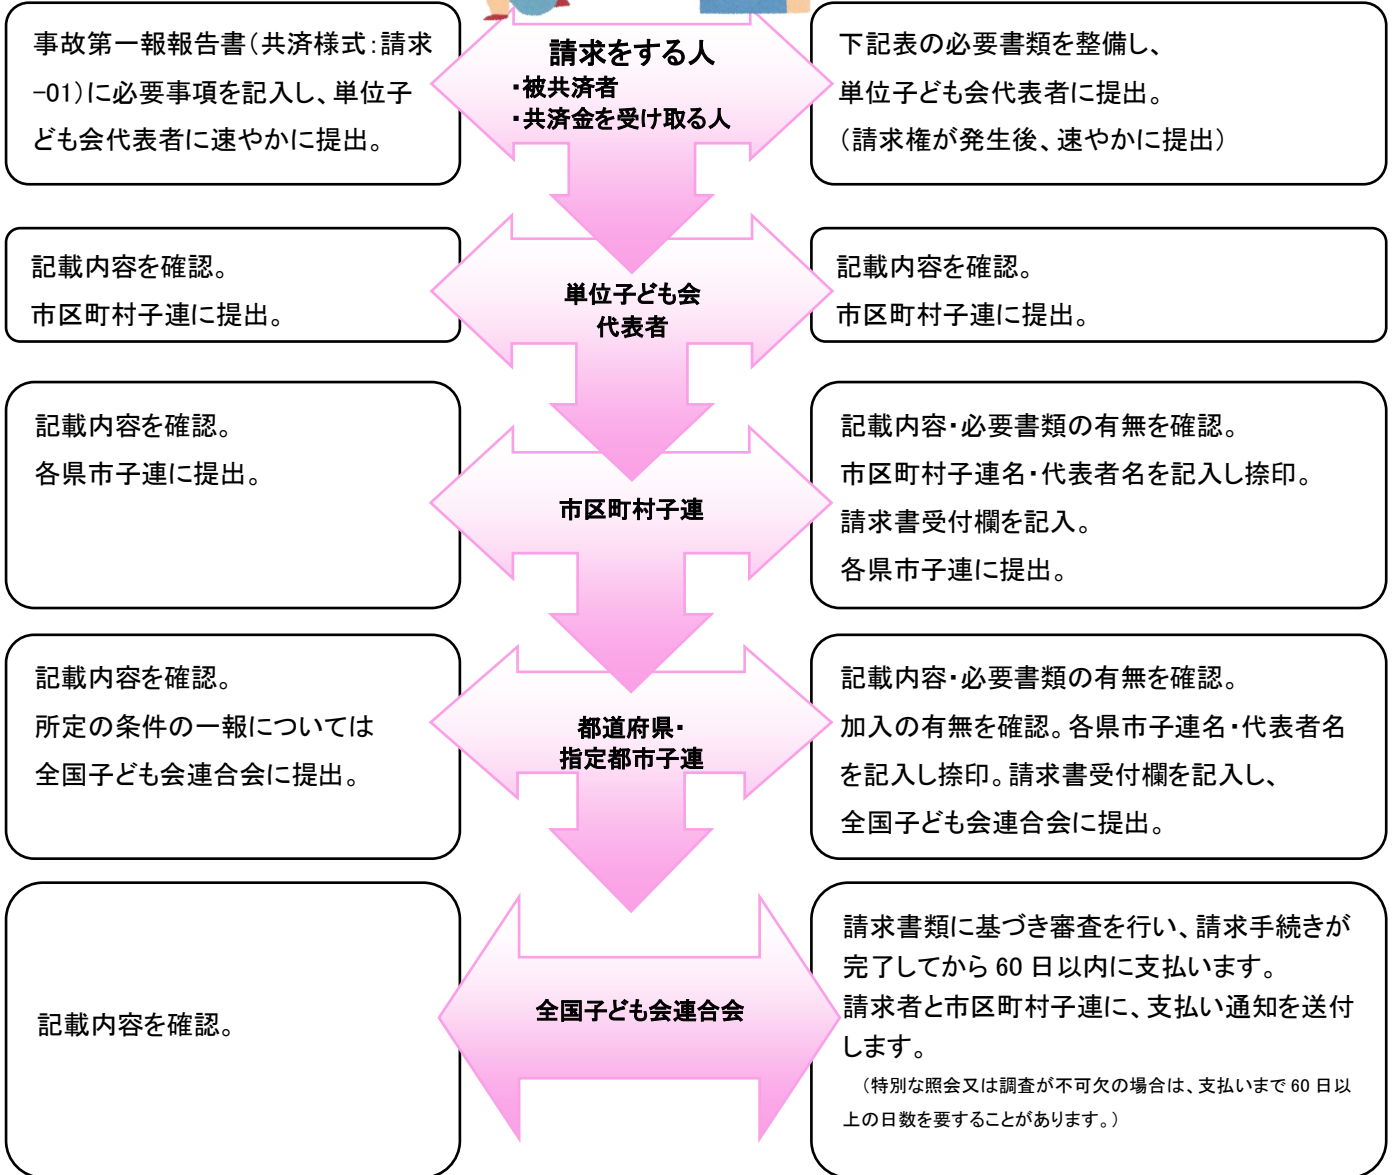 事故第一報報告書（共済様式：請求
-01）に必要事項を記入し、単位子
ども会代表者に速やかに提出。
請求をする人
・被共済者
・共済金を受け取る人
下記表の必要書類を整備し、
単位子ども会代表者に提出。
（請求権が発生後、速やかに提出）
記載内容を確認。
市区町村子連に提出。
単位子ども会
代表者
記載内容を確認。
市区町村子連に提出。
記載内容を確認。
各県市子連に提出。
市区町村子連
記載内容・必要書類の有無を確認。
市区町村子連名・代表者名を記入し捺印。
請求書受付欄を記入。
各県市子連に提出。
記載内容を確認。
所定の条件の一報については
全国子ども会連合会に提出。
都道府県・
指定都市子連
記載内容・必要書類の有無を確認。
加入の有無を確認。各県市子連名・代表者名
を記入し捺印。請求書受付欄を記入し、
全国子ども会連合会に提出。
記載内容を確認。
全国子ども会連合会
請求書類に基づき審査を行い、請求手続きが
完了してから 60 日以内に支払います。
請求者と市区町村子連に、支払い通知を送付
します。
（特別な照会又は調査が不可欠の場合は、支払いまで 60 日以
上の日数を要することがあります。）